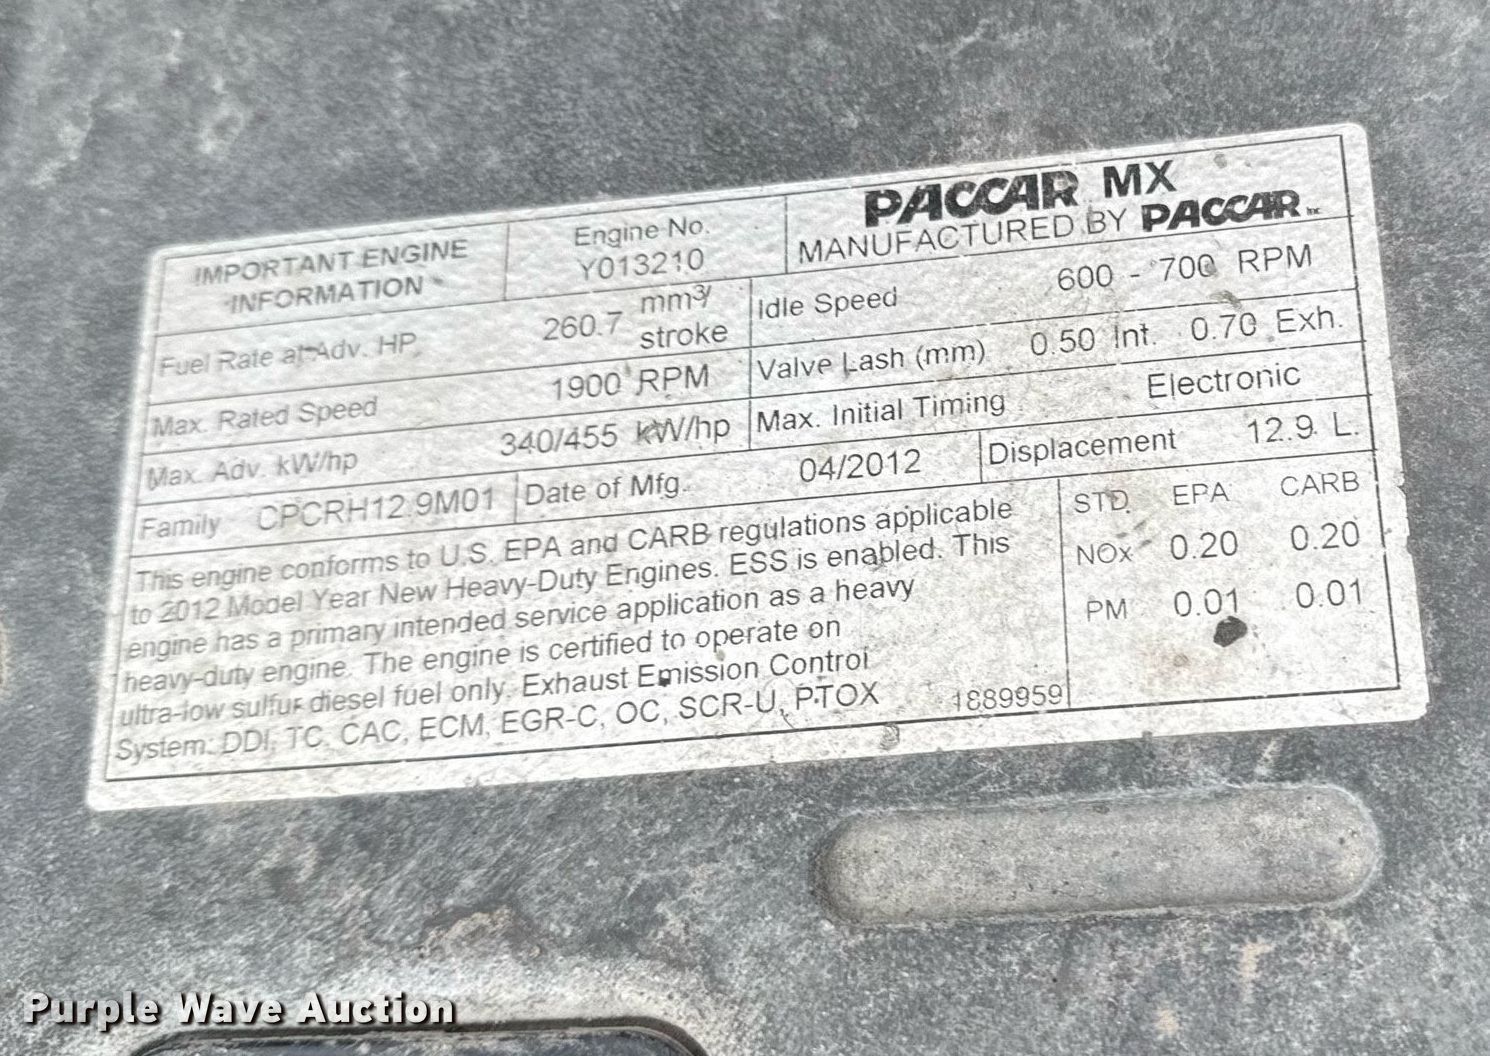 IMPORTANT ENGINE
INFORMATION
Engine No.
Y013210
PACCAR MX
MANUFACTURED BY PACCAR Inc
Fuel Rate at Adv. HP
260.7 mm³/
stroke
Idle Speed 600 - 700 RPM
Max. Rated Speed 1900 RPM
Valve Lash (mm) 0.50 Int. 0.70 Exh.
Max. Adv. kW/hp 340/455 kW/hp
Max. Initial Timing Electronic
Family CPCRH12.9M01
Date of Mfg. 04/2012
Displacement 12.9 L.
This engine conforms to U.S. EPA and CARB regulations applicable
to 2012 Model Year New Heavy-Duty Engines. ESS is enabled. This
engine has a primary intended service application as a heavy
heavy-duty engine. The engine is certified to operate on
ultra-low sulfur diesel fuel only. Exhaust Emission Control
System: DDI, TC, CAC, ECM, EGR-C, OC, SCR-U, PTOX
1889959
STD. EPA CARB
NOx 0.20 0.20
PM 0.01 0.01
Purple Wave Auction